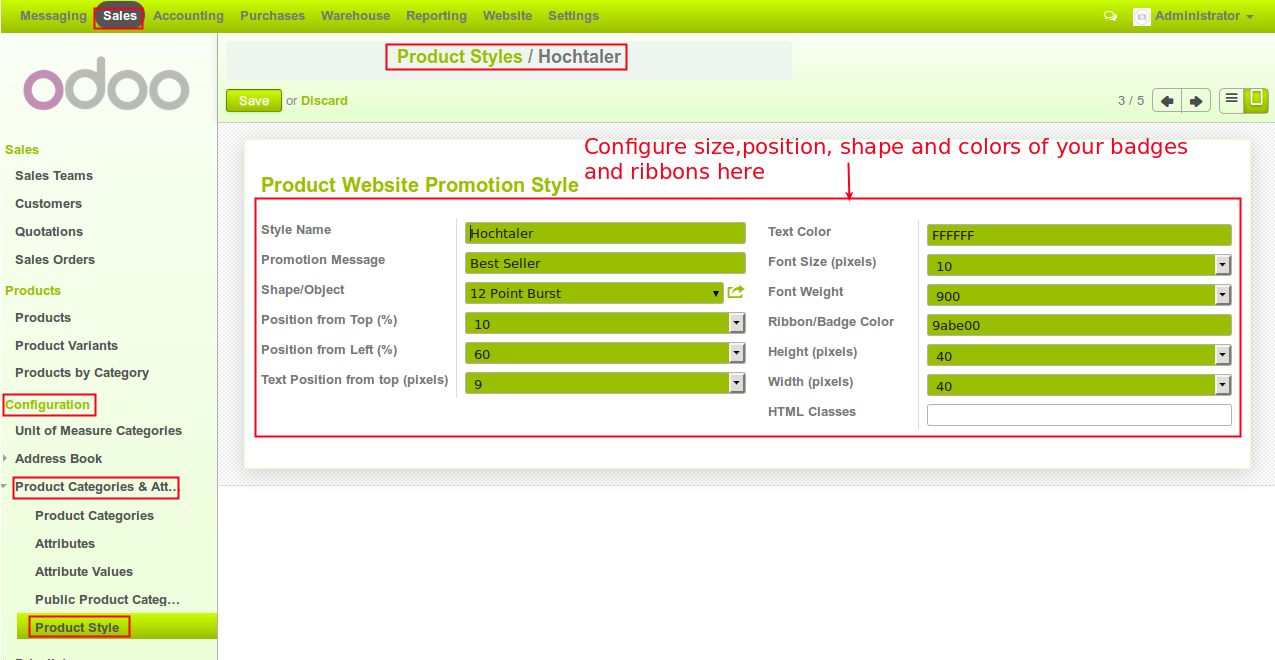 Messaging Sales Accounting Purchases Warehouse Reporting Website Settings Administrator
odoo
Product Styles / Hochtaler
Save or Discard
3 / 5
Sales
Sales Teams
Customers
Quotations
Sales Orders
Products
Products
Product Variants
Products by Category
Configuration
Unit of Measure Categories
Address Book
Product Categories & Att...
Product Categories
Attributes
Attribute Values
Public Product Categ...
Product Style
Configure size,position, shape and colors of your badges
and ribbons here
Product Website Promotion Style
Style Name Hochtaler
Promotion Message Best Seller
Shape/Object 12 Point Burst
Position from Top (%) 10
Position from Left (%) 60
Text Position from top (pixels) 9
Text Color FFFFFF
Font Size (pixels) 10
Font Weight 900
Ribbon/Badge Color 9abe00
Height (pixels) 40
Width (pixels) 40
HTML Classes